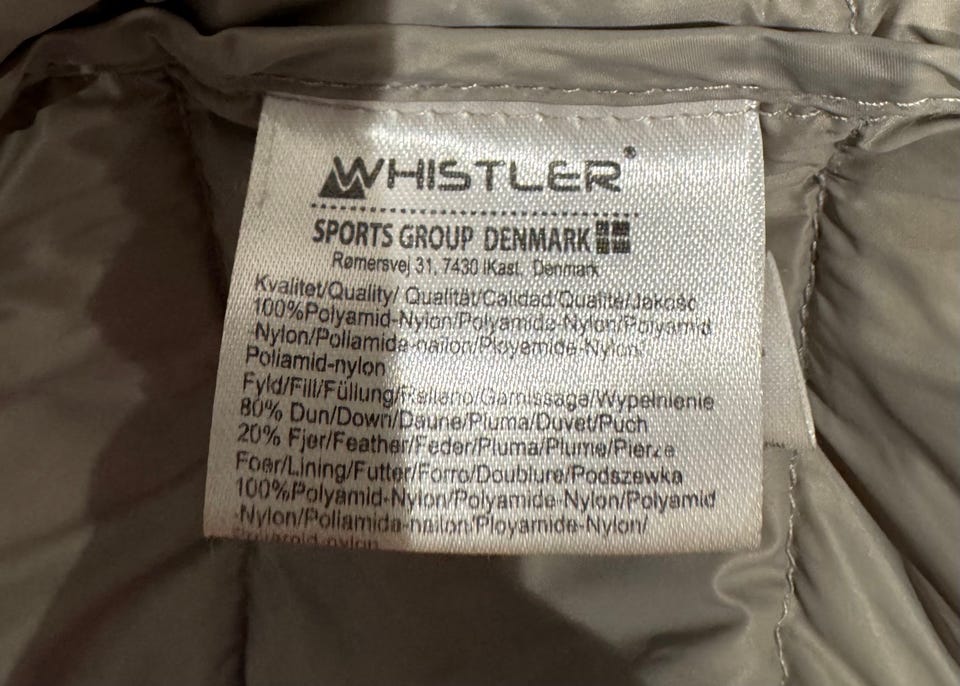 WHISTLER®
SPORTS GROUP DENMARK
Rømersvej 31, 7430 IKast. Denmark
Kvalitet/Quality/ Qualität/Calidad/Qualité/Jakość
100%Polyamid-Nylon/Polyamide-Nylon/Polyamid
-Nylon/Poliamida-nailon/Ployamide-Nylon/
Poliamid-nylon
Fyld/Fill/Füllung/Relleno/Garnissage/Wypełnienie
80% Dun/Down/Daune/Pluma/Duvet/Puch
20% Fjer/Feather/Feder/Pluma/Plume/Pierze
Foer/Lining/Futter/Forro/Doublure/Podszewka
100%Polyamid-Nylon/Polyamide-Nylon/Polyamid
-Nylon/Poliamida-nailon/Ployamide-Nylon/